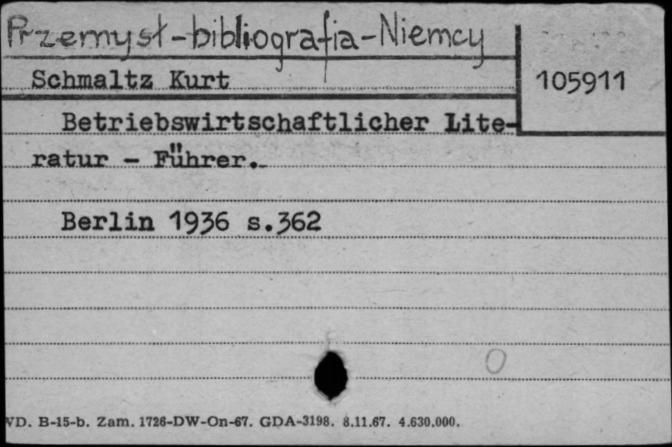 Przemysł-bibliografia-Niemcy
Schmaltz Kurt
105911
Betriebswirtschaftlicher Lite-
ratur - Führer.
Berlin 1936 s.362
O
VD. B-15-b. Zam. 1726-DW-On-67. GDA-3198. 8.11.67. 4.630.000.